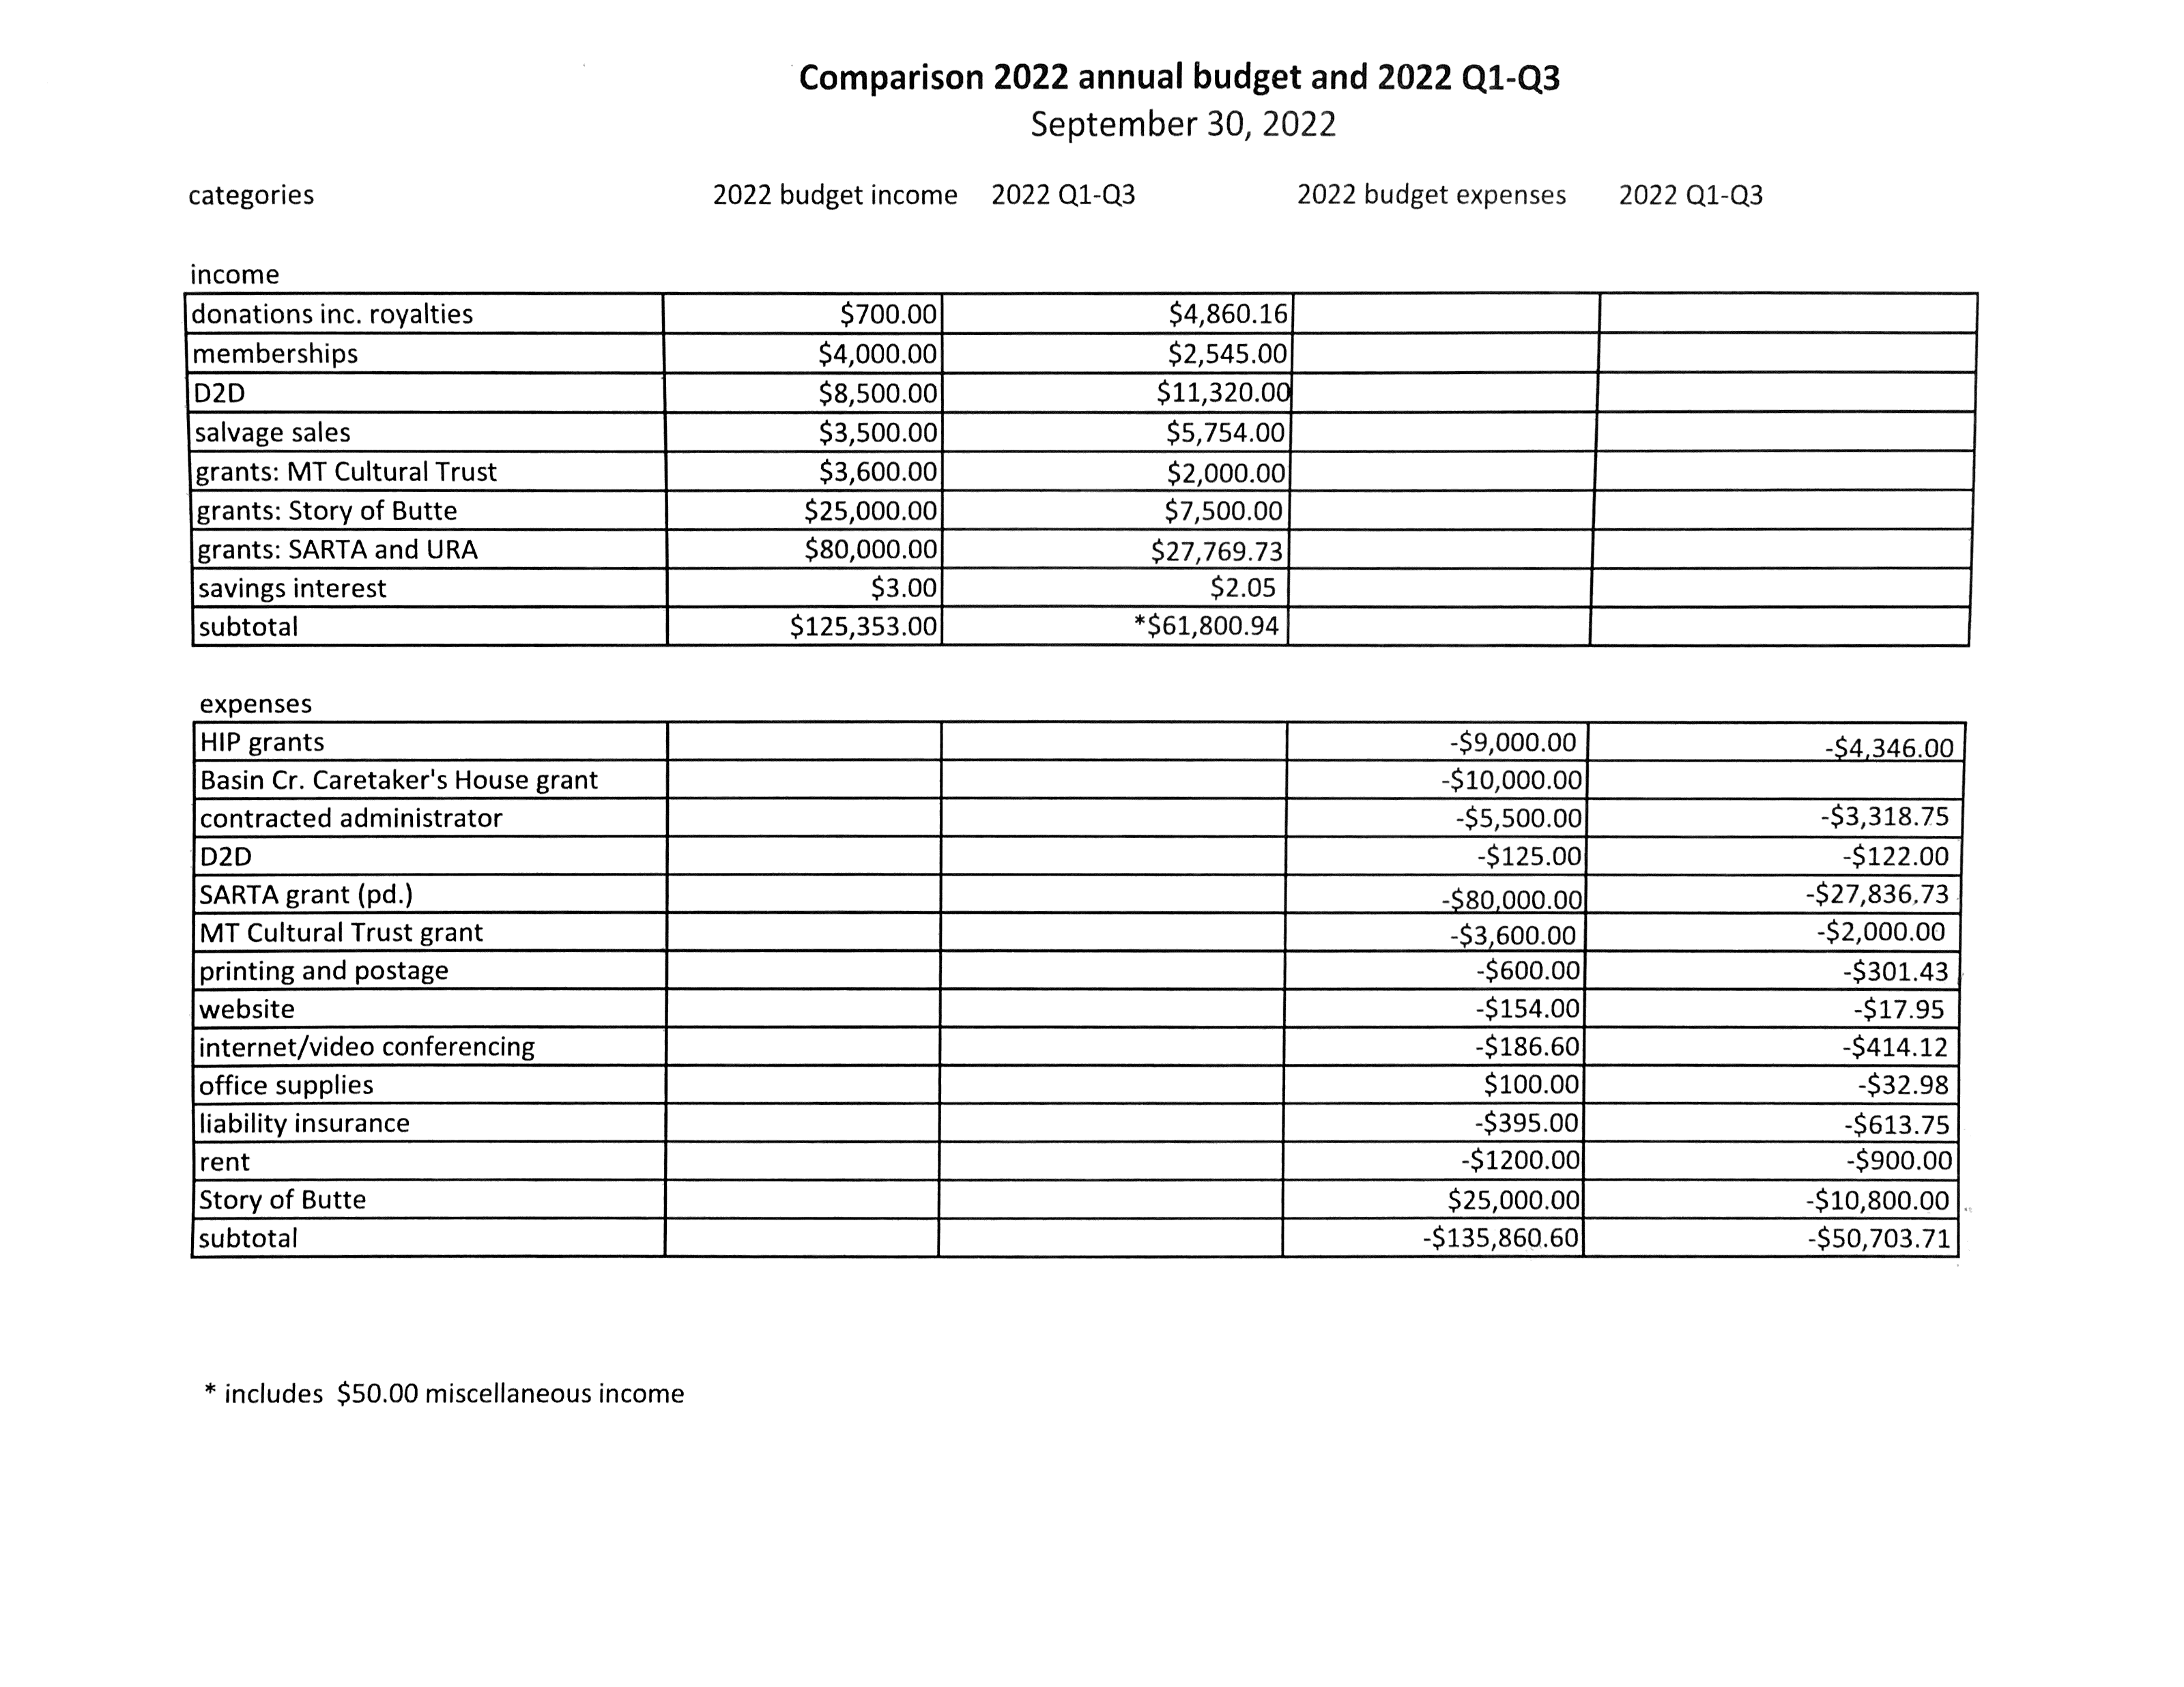 Comparison 2022 annual budget and 2022 Q1-Q3
September 30, 2022
categories 2022 budget income 2022 Q1-Q3 2022 budget expenses 2022 Q1-Q3
income
donations inc. royalties $700.00 $4,860.16
memberships $4,000.00 $2,545.00
D2D $8,500.00 $11,320.00
salvage sales $3,500.00 $5,754.00
grants: MT Cultural Trust $3,600.00 $2,000.00
grants: Story of Butte $25,000.00 $7,500.00
grants: SARTA and URA $80,000.00 $27,769.73
savings interest $3.00 $2.05
subtotal $125,353.00 *$61,800.94
expenses
HIP grants -$9,000.00 -$4,346.00
Basin Cr. Caretaker's House grant -$10,000.00
contracted administrator -$5,500.00 -$3,318.75
D2D -$125.00 -$122.00
SARTA grant (pd.) -$80,000.00 -$27,836.73
MT Cultural Trust grant -$3,600.00 -$2,000.00
printing and postage -$600.00 -$301.43
website -$154.00 -$17.95
internet/video conferencing -$186.60 -$414.12
office supplies $100.00 -$32.98
liability insurance -$395.00 -$613.75
rent -$1200.00 -$900.00
Story of Butte $25,000.00 -$10,800.00
subtotal -$135,860.60 -$50,703.71
* includes $50.00 miscellaneous income